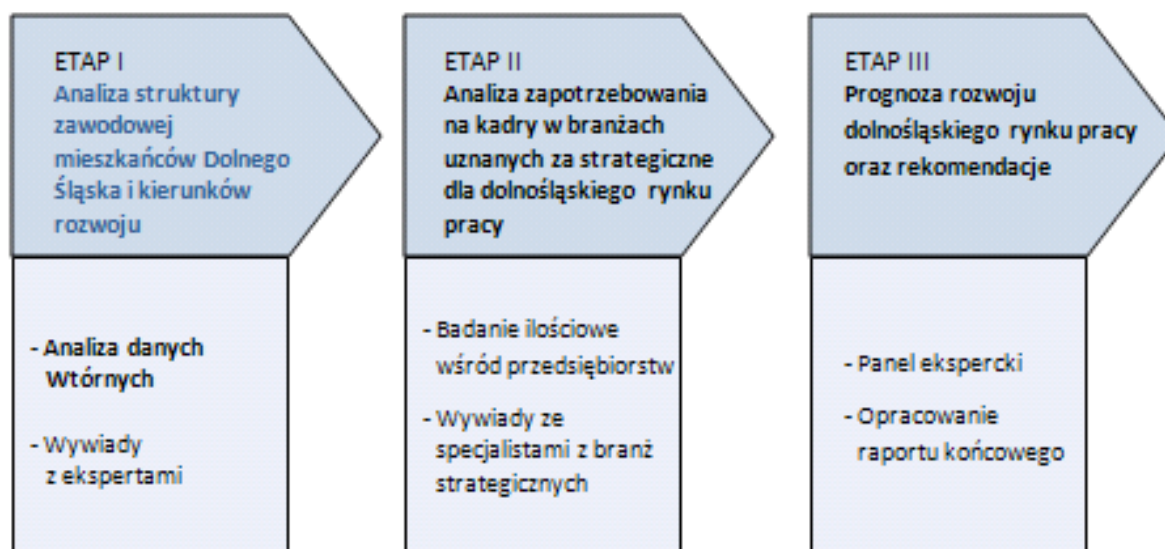 ETAP I
Analiza struktury
zawodowej
mieszkańców Dolnego
Śląska i kierunków
rozwoju
- Analiza danych
Wtórnych
- Wywiady
z ekspertami
ETAP II
Analiza zapotrzebowania
na kadry w branżach
uznanych za strategiczne
dla dolnośląskiego rynku
pracy
- Badanie ilościowe
wśród przedsiębiorstw
- Wywiady ze
specjalistami z branż
strategicznych
ETAP III
Prognoza rozwoju
dolnośląskiego rynku pracy
oraz rekomendacje
- Panel ekspercki
- Opracowanie
raportu końcowego